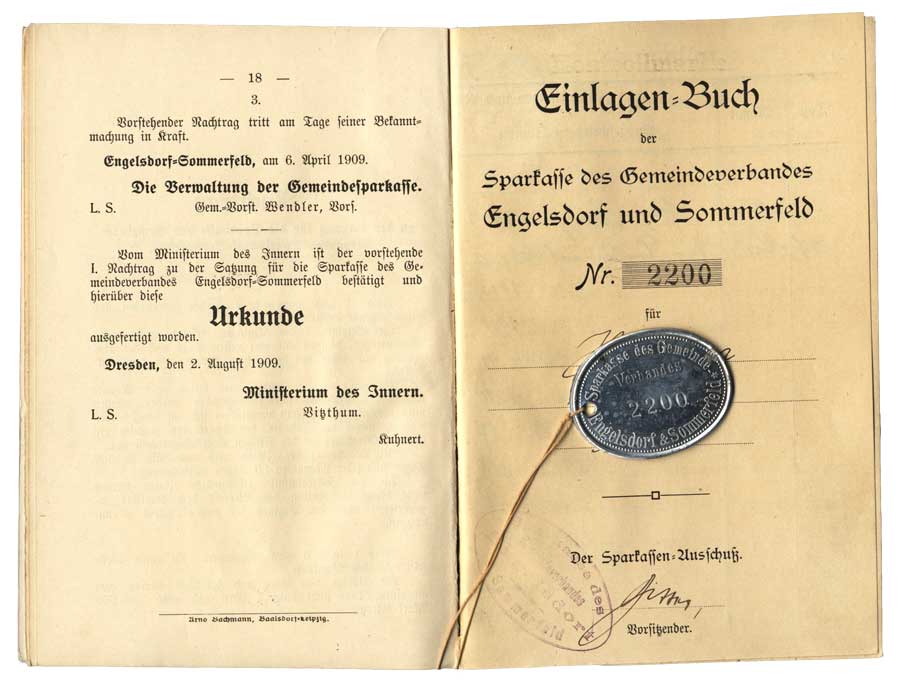 — 18 —
3.
Vorstehender Nachtrag tritt am Tage seiner Bekannt-
machung in Kraft.
Engelsdorf-Sommerfeld, am 6. April 1909.
Die Verwaltung der Gemeindesparkasse.
L. S. Gem.-Vorst. Wendler, Vors.
Vom Ministerium des Innern ist der vorstehende
I. Nachtrag zu der Satzung für die Sparkasse des Ge-
meindeverbandes Engelsdorf-Sommerfeld bestätigt und
hierüber diese
Urkunde
ausgefertigt worden.
Dresden, den 2. August 1909.
Ministerium des Innern.
L. S. Vitzthum.
Kuhnert.
Arno Bachmann, Baalsdorf-Leipzig.
Einlagen-Buch
der
Sparkasse des Gemeindeverbandes
Engelsdorf und Sommerfeld
Nr. 2200
für
Sparkasse des Gemeinde-
Verbandes
2200
Engelsdorf & Sommerfeld
Der Sparkassen-Ausschuß.
Vorsitzender.